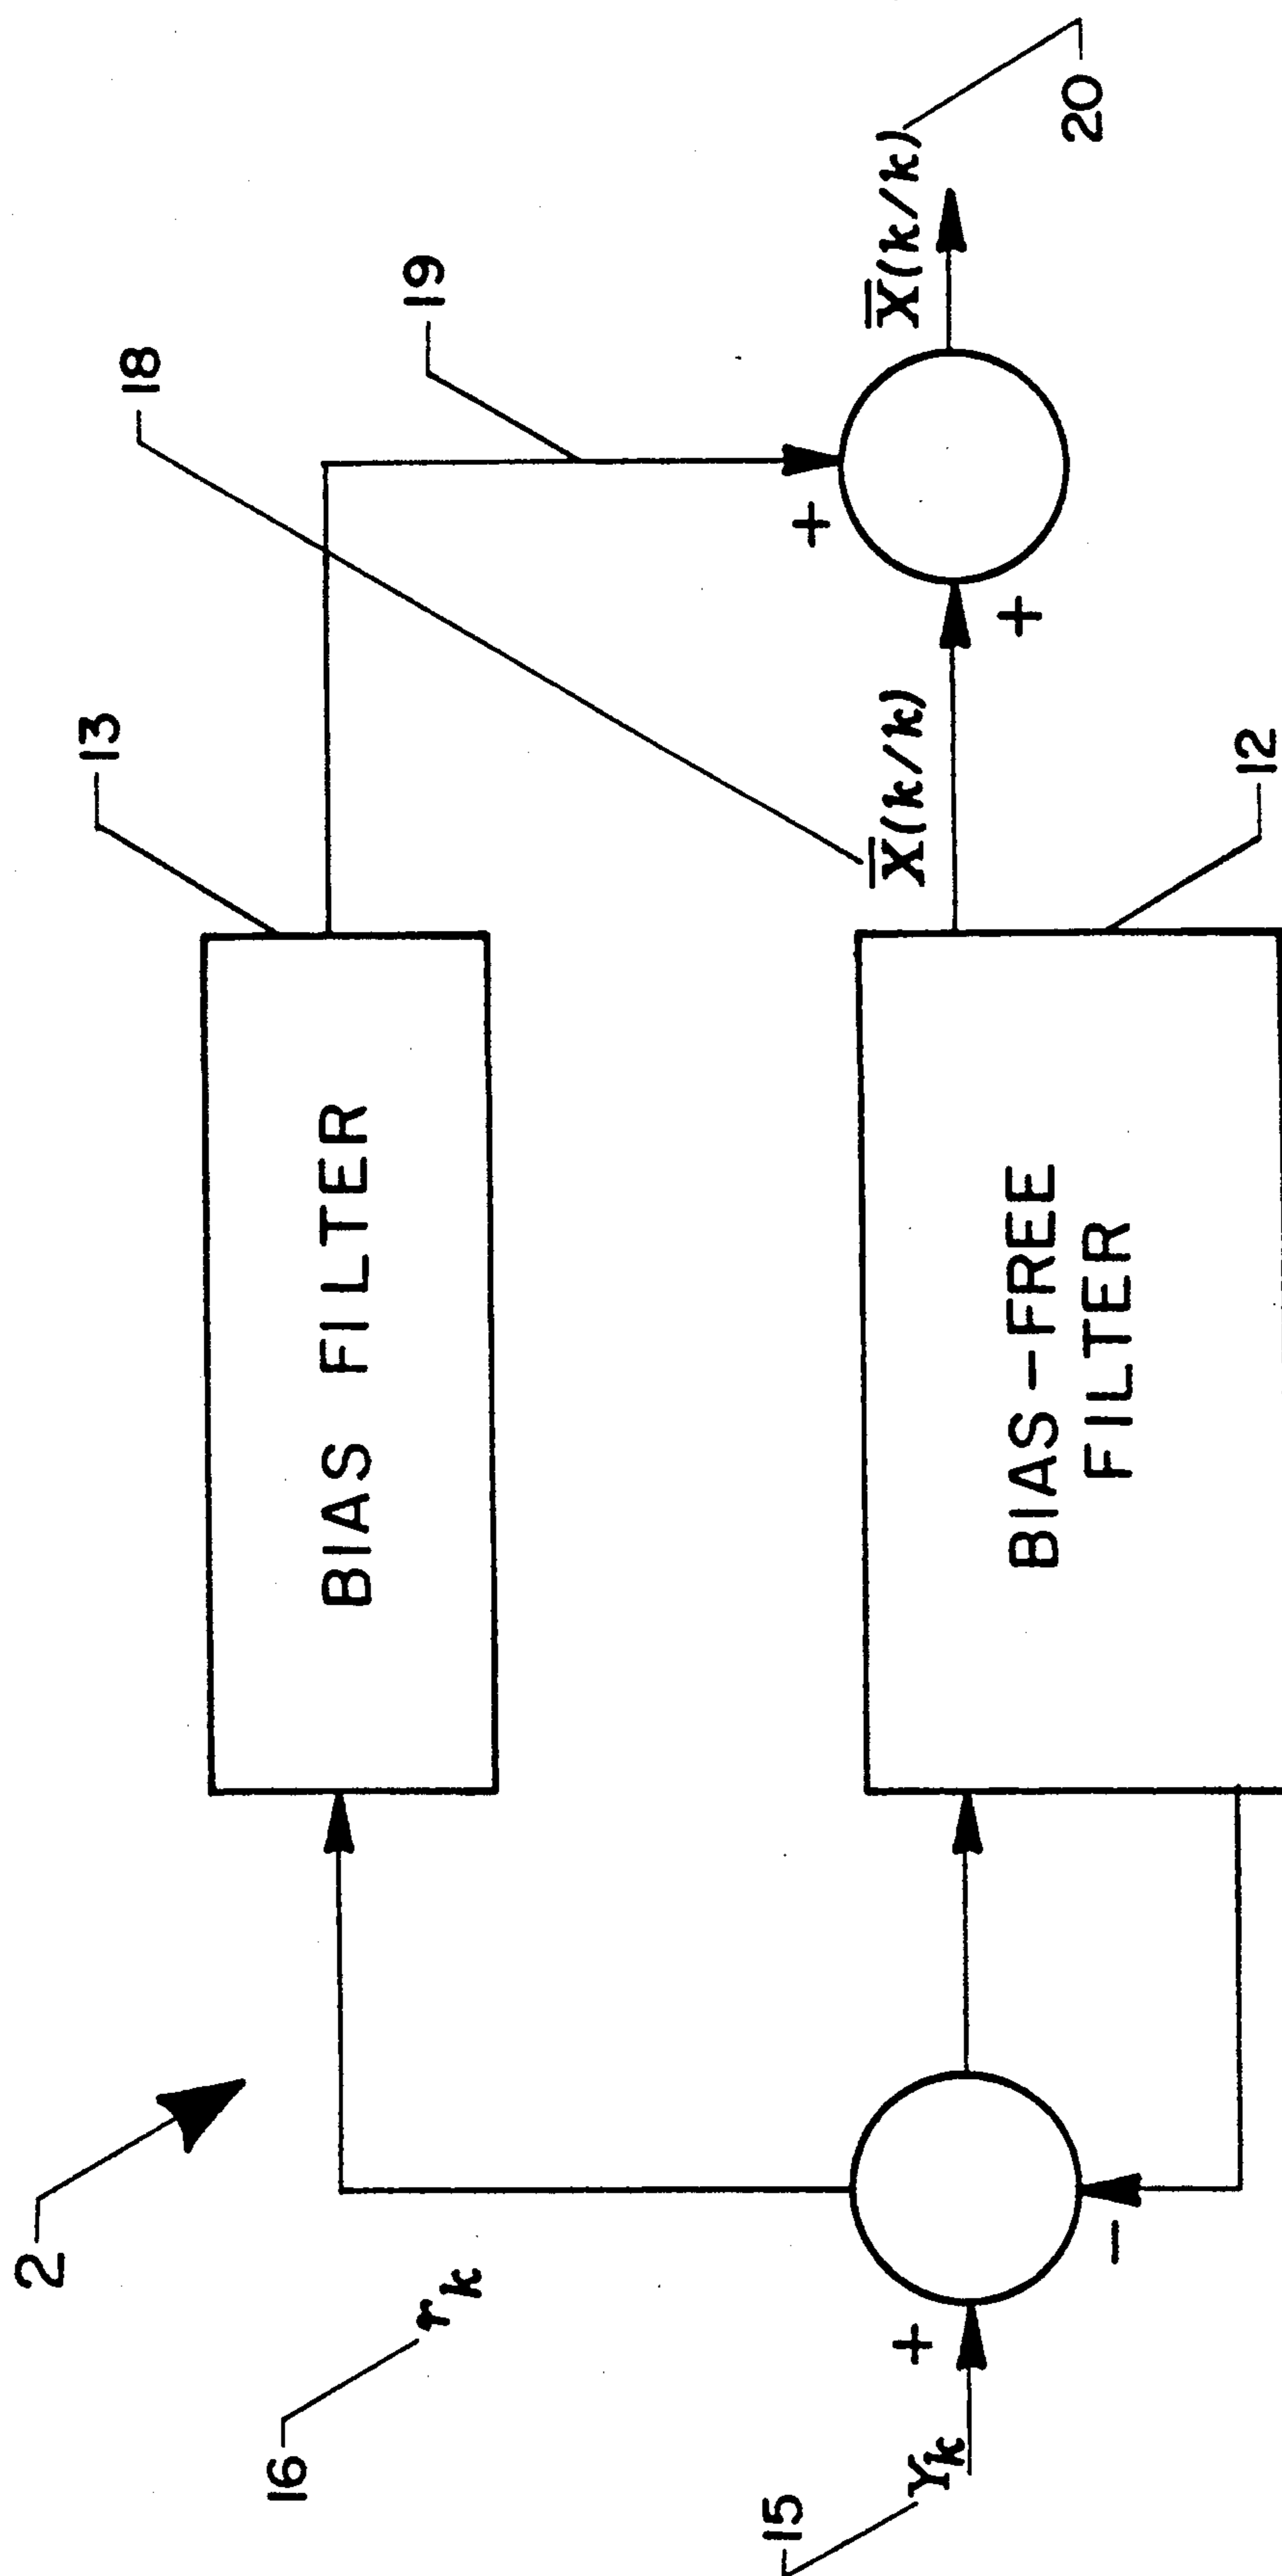 2
13
18
19
16
r_k
BIAS FILTER
15
Y_k
+
-
BIAS-FREE
FILTER
12
X̅(k/k)
+
+
X̅(k/k)
20